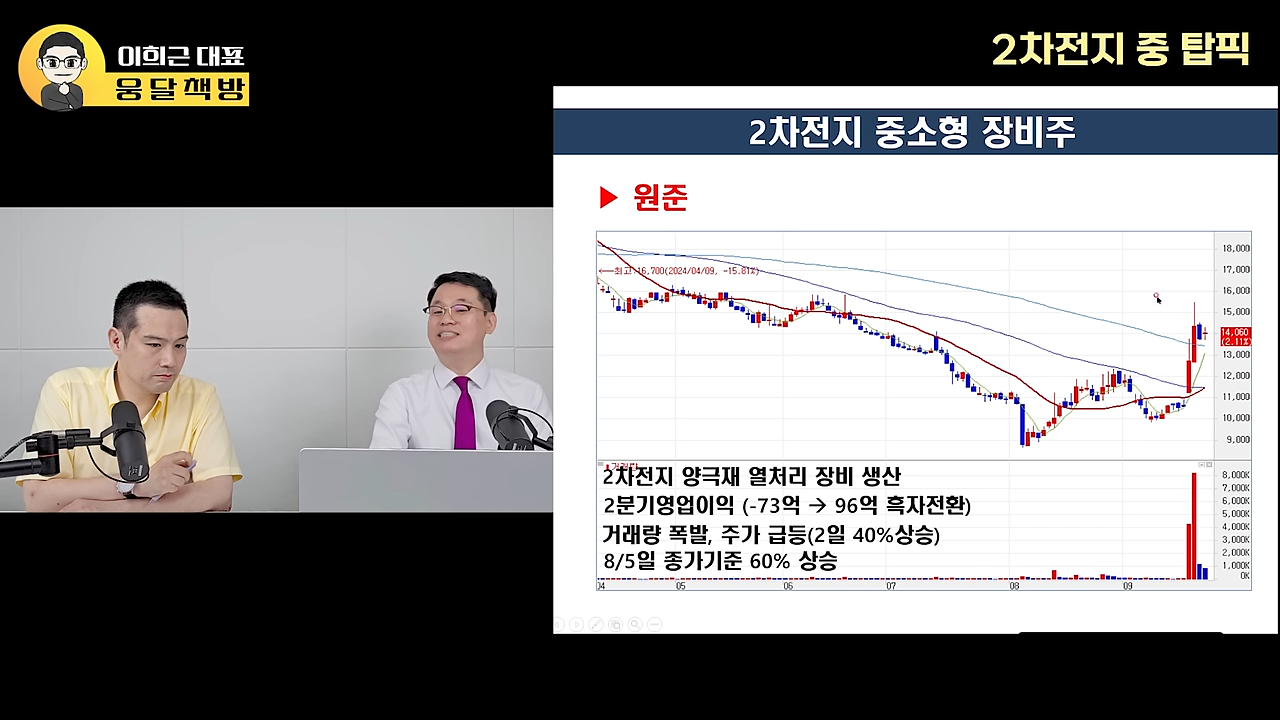 이희근 대표
웅달책방
2차전지 중 탑픽
2차전지 중소형 장비주
▶ 원준
18,000
←최고 16,700(2024/04/09, -15.81%)
17,000
16,000
15,000
14,060
(2.11%)
13,000
12,000
11,000
10,000
9,000
거래량
2차전지 양극재 열처리 장비 생산
2분기영업이익 (-73억 → 96억 흑자전환)
거래량 폭발, 주가 급등(2일 40%상승)
8/5일 종가기준 60% 상승
8,000K
7,000K
6,000K
5,000K
4,000K
3,000K
2,000K
1,000K
0K
04 05 06 07 08 09